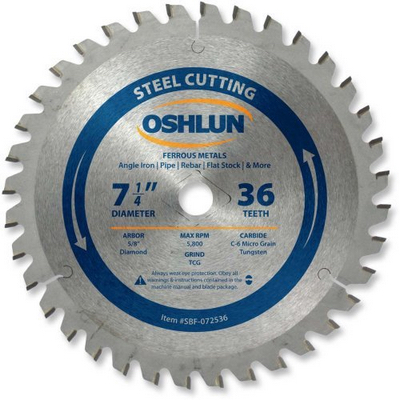 STEEL CUTTING
OSHLUN
FERROUS METALS
Angle Iron | Pipe | Rebar | Flat Stock | & More
7 1/4"
DIAMETER
36
TEETH
ARBOR
5/8"
Diamond
MAX RPM
5,800
GRIND
TCG
CARBIDE
C-6 Micro Grain
Tungsten
Always wear eye protection. Obey all
warnings & instructions contained in the
machine manual and blade package.
Item #SBF-072536